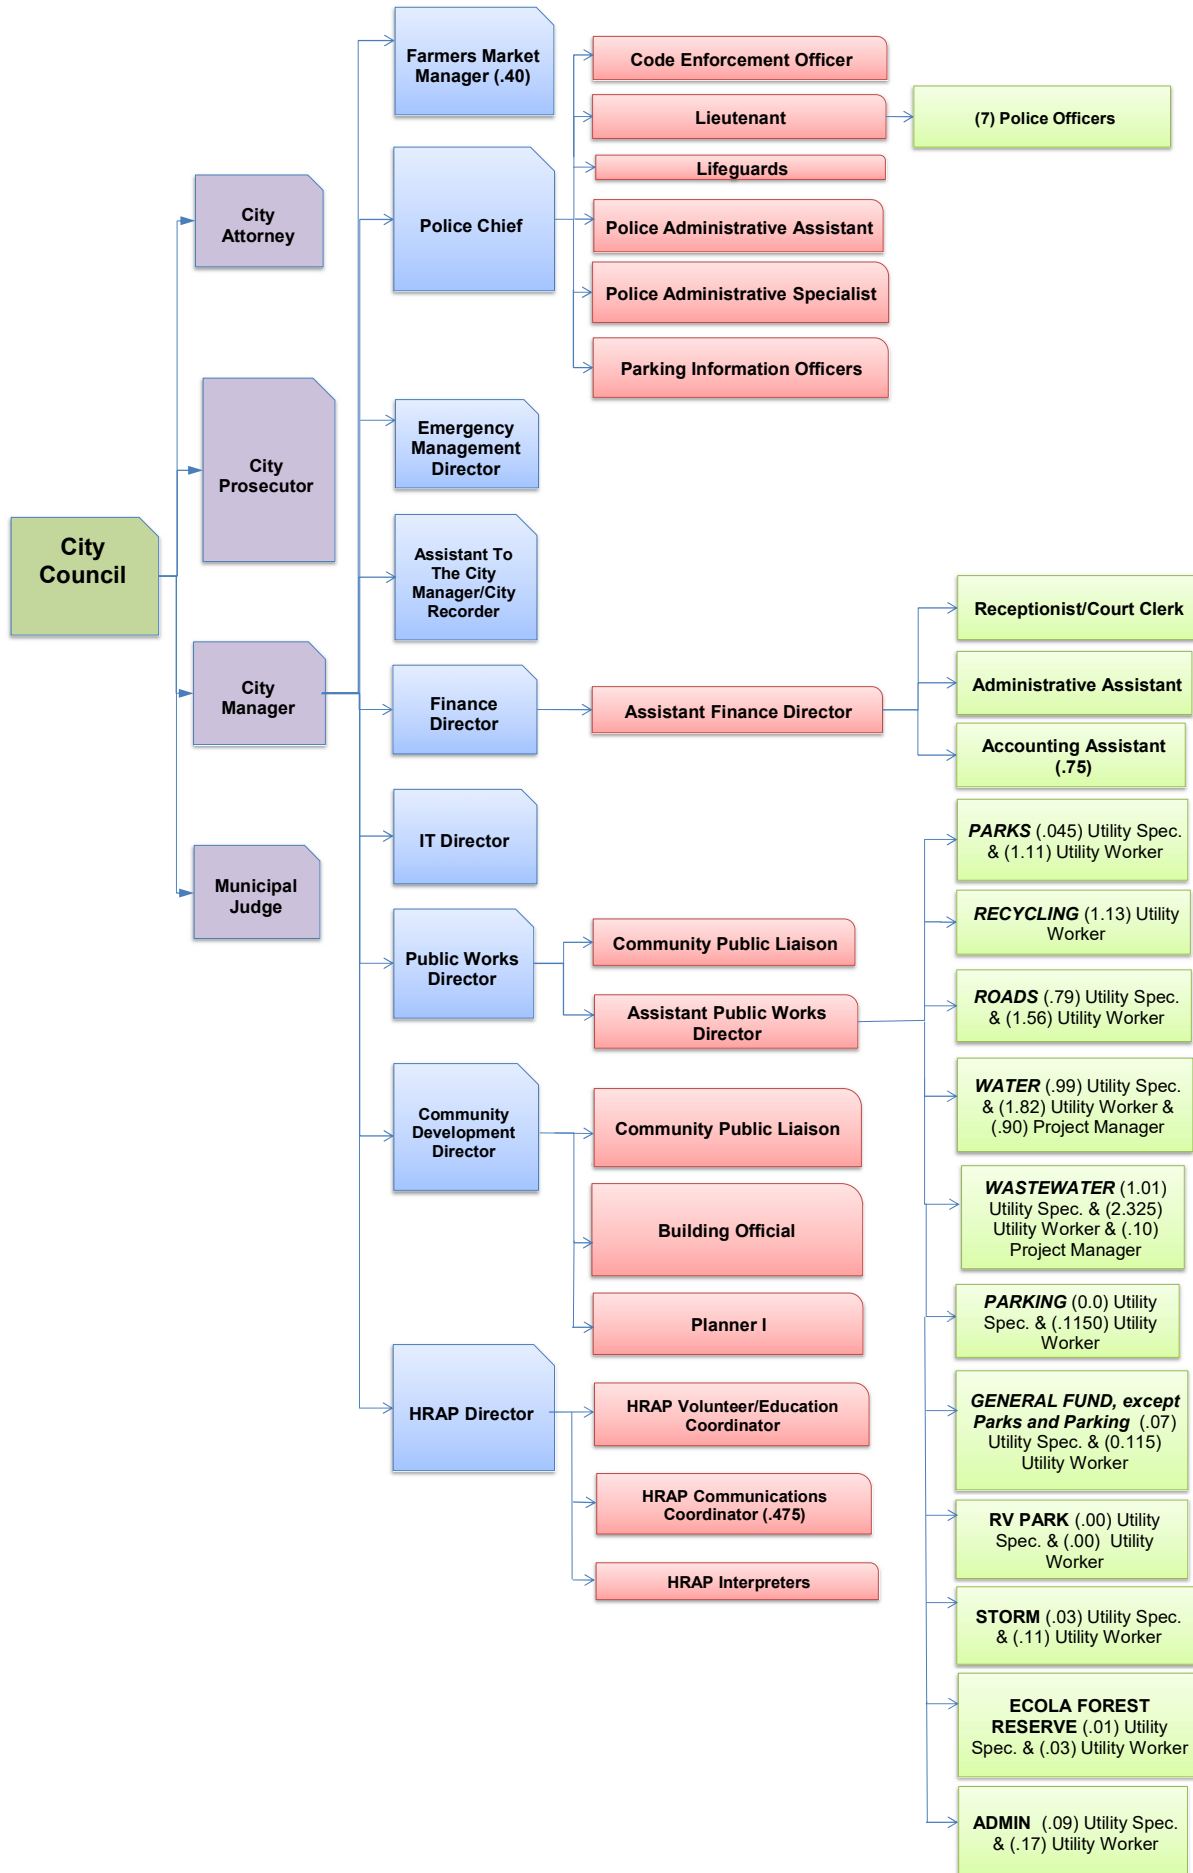 City
Council
City
Attorney
City
Prosecutor
City
Manager
Municipal
Judge
Farmers Market
Manager (.40)
Police Chief
Emergency
Management
Director
Assistant To
The City
Manager/City
Recorder
Finance
Director
IT Director
Public Works
Director
Community
Development
Director
HRAP Director
Code Enforcement Officer
Lieutenant
Lifeguards
Police Administrative Assistant
Police Administrative Specialist
Parking Information Officers
Assistant Finance Director
Community Public Liaison
Assistant Public Works
Director
Community Public Liaison
Building Official
Planner I
HRAP Volunteer/Education
Coordinator
HRAP Communications
Coordinator (.475)
HRAP Interpreters
(7) Police Officers
Receptionist/Court Clerk
Administrative Assistant
Accounting Assistant
(.75)
PARKS (.045) Utility Spec.
& (1.11) Utility Worker
RECYCLING (1.13) Utility
Worker
ROADS (.79) Utility Spec.
& (1.56) Utility Worker
WATER (.99) Utility Spec.
& (1.82) Utility Worker &
(.90) Project Manager
WASTEWATER (1.01)
Utility Spec. & (2.325)
Utility Worker & (.10)
Project Manager
PARKING (0.0) Utility
Spec. & (.1150) Utility
Worker
GENERAL FUND, except
Parks and Parking (.07)
Utility Spec. & (0.115)
Utility Worker
RV PARK (.00) Utility
Spec. & (.00) Utility
Worker
STORM (.03) Utility Spec.
& (.11) Utility Worker
ECOLA FOREST
RESERVE (.01) Utility
Spec. & (.03) Utility Worker
ADMIN (.09) Utility Spec.
& (.17) Utility Worker